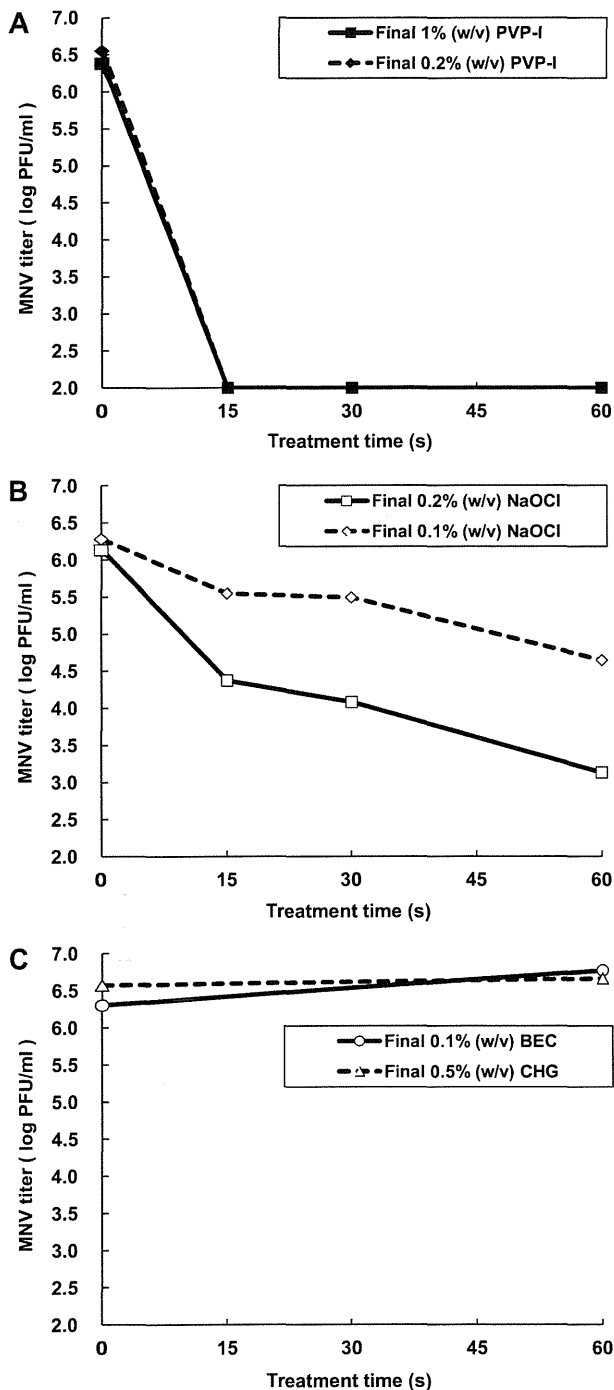 A
7.0
6.5
6.0
5.5
5.0
4.5
4.0
3.5
3.0
2.5
2.0
MNV titer ( log PFU/ml )
Final 1% (w/v) PVP-I
Final 0.2% (w/v) PVP-I
0 15 30 45 60
Treatment time (s)
B
7.0
6.5
6.0
5.5
5.0
4.5
4.0
3.5
3.0
2.5
2.0
MNV titer ( log PFU/ml )
Final 0.2% (w/v) NaOCl
Final 0.1% (w/v) NaOCl
0 15 30 45 60
Treatment time (s)
C
7.0
6.5
6.0
5.5
5.0
4.5
4.0
3.5
3.0
2.5
2.0
MNV titer ( log PFU/ml )
Final 0.1% (w/v) BEC
Final 0.5% (w/v) CHG
0 15 30 45 60
Treatment time (s)